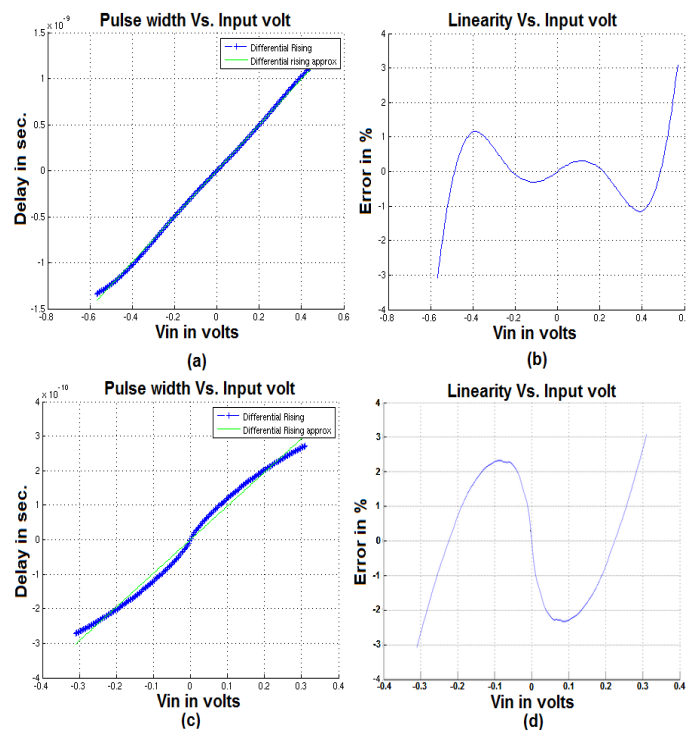 Pulse width Vs. Input volt
x 10^-9
Differential Rising
Differential rising approx
1.5
1
0.5
0
-0.5
-1
-1.5
-0.8 -0.6 -0.4 -0.2 0 0.2 0.4 0.6
Delay in sec.
Vin in volts
(a)
Linearity Vs. Input volt
4
3
2
1
0
-1
-2
-3
-4
-0.8 -0.6 -0.4 -0.2 0 0.2 0.4 0.6
Error in %
Vin in volts
(b)
Pulse width Vs. Input volt
x 10^-10
Differential Rising
Differential Rising approx
4
3
2
1
0
-1
-2
-3
-4
-0.4 -0.3 -0.2 -0.1 0 0.1 0.2 0.3 0.4
Delay in sec.
Vin in volts
(c)
Linearity Vs. Input volt
4
3
2
1
0
-1
-2
-3
-4
-0.4 -0.3 -0.2 -0.1 0 0.1 0.2 0.3 0.4
Error in %
Vin in volts
(d)